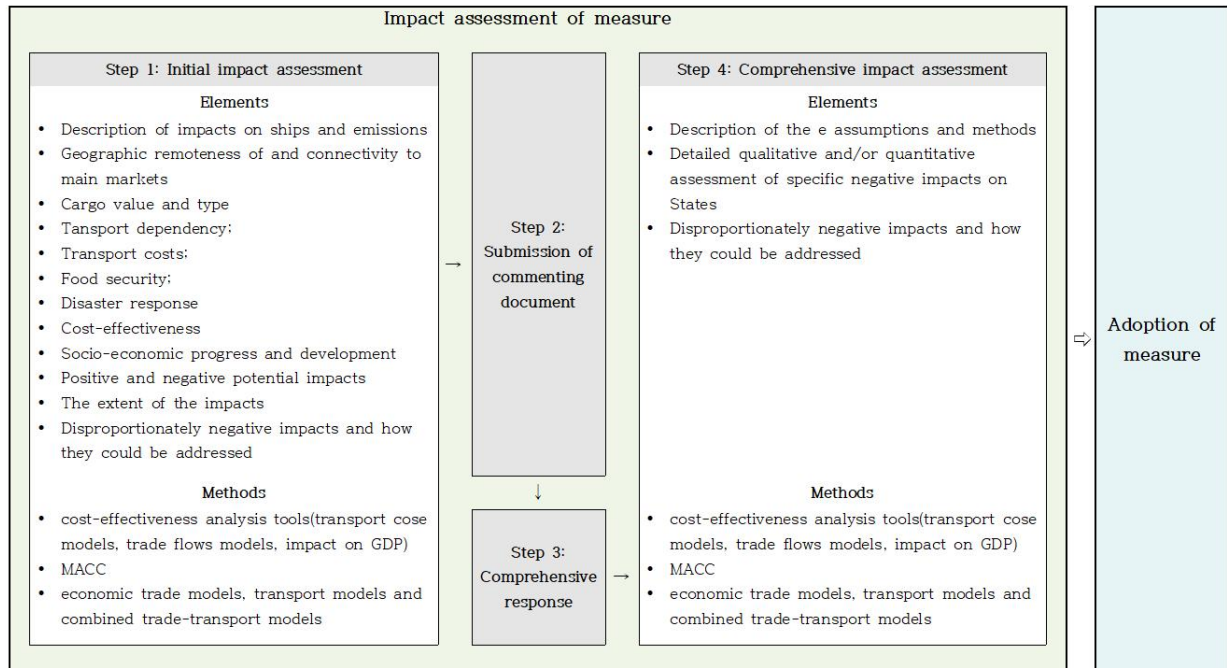 Impact assessment of measure
Step 1: Initial impact assessment
Elements
• Description of impacts on ships and emissions
• Geographic remoteness of and connectivity to
main markets
• Cargo value and type
• Tansport dependency;
• Transport costs;
• Food security;
• Disaster response
• Cost-effectiveness
• Socio-economic progress and development
• Positive and negative potential impacts
• The extent of the impacts
• Disproportionately negative impacts and how
they could be addressed
Methods
• cost-effectiveness analysis tools(transport cose
models, trade flows models, impact on GDP)
• MACC
• economic trade models, transport models and
combined trade-transport models
→
Step 2:
Submission of
commenting
document
↓
Step 3:
Comprehensive
response
→
Step 4: Comprehensive impact assessment
Elements
• Description of the e assumptions and methods
• Detailed qualitative and/or quantitative
assessment of specific negative impacts on
States
• Disproportionately negative impacts and how
they could be addressed
Methods
• cost-effectiveness analysis tools(transport cose
models, trade flows models, impact on GDP)
• MACC
• economic trade models, transport models and
combined trade-transport models
⇨
Adoption of
measure